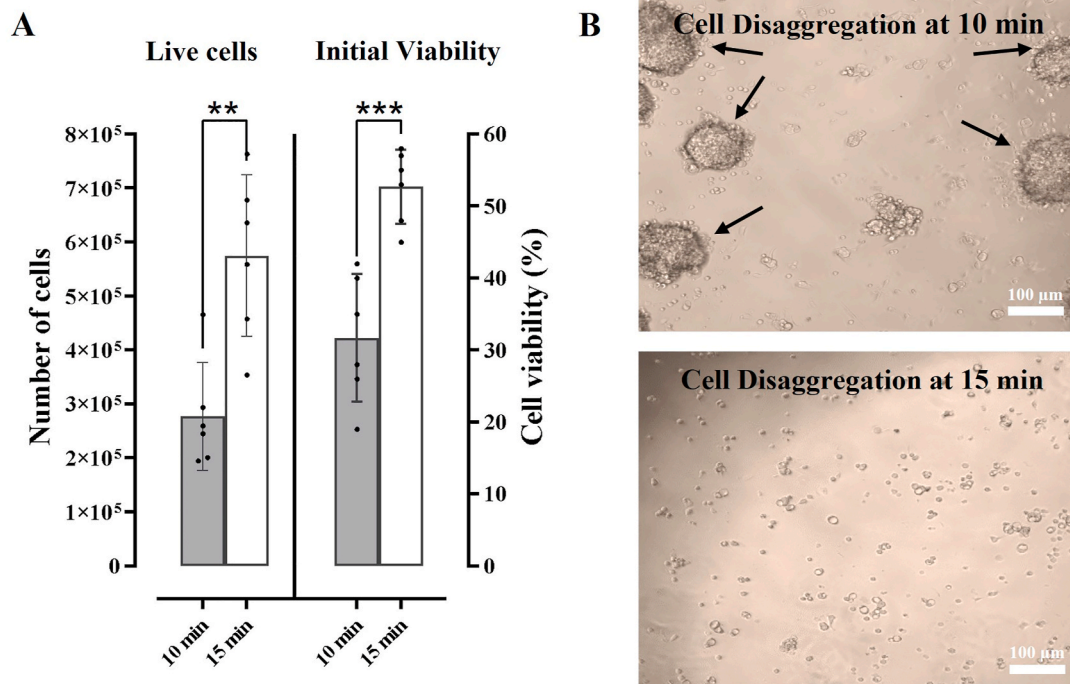 A
Live cells
Initial Viability
**
***
Number of cells
8×10⁵
7×10⁵
6×10⁵
5×10⁵
4×10⁵
3×10⁵
2×10⁵
1×10⁵
0
60
50
40
30
20
10
0
Cell viability (%)
10 min
15 min
10 min
15 min
B
Cell Disaggregation at 10 min
100 μm
Cell Disaggregation at 15 min
100 μm